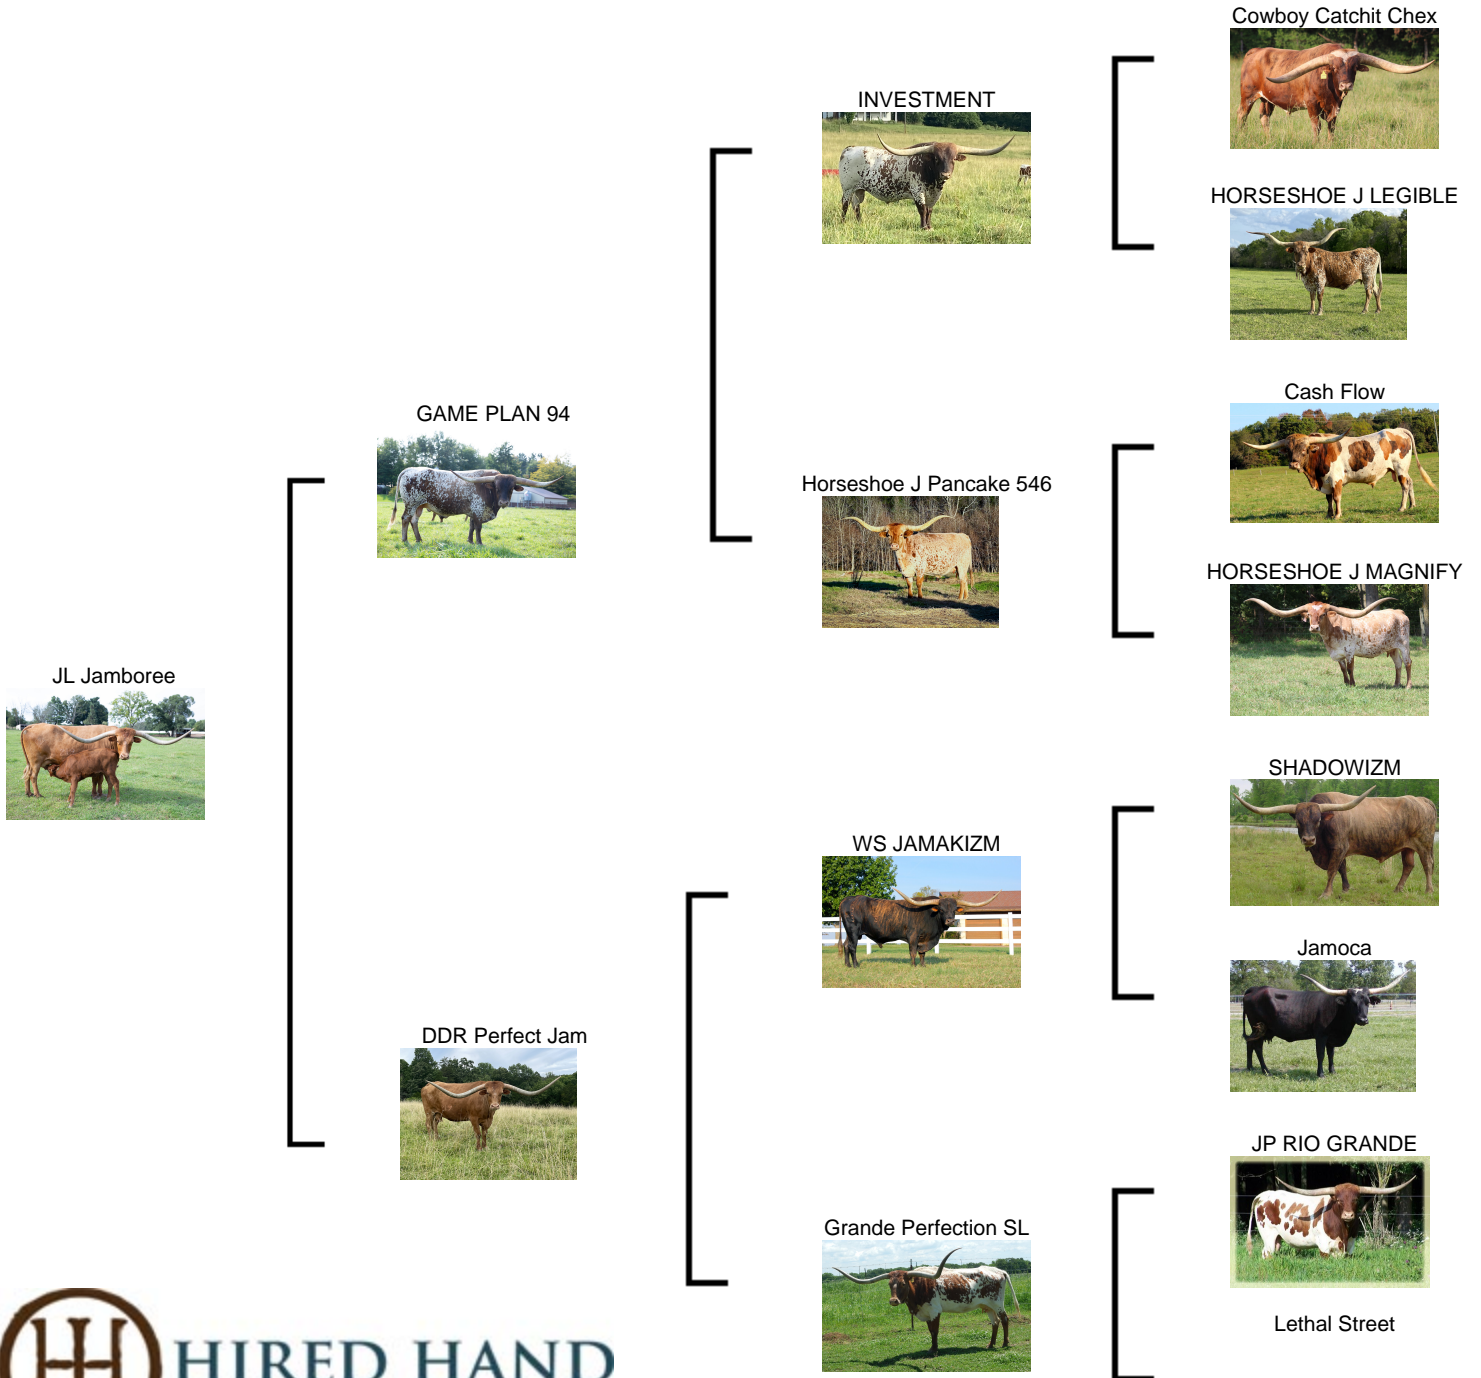 Cowboy Catchit Chex
INVESTMENT
HORSESHOE J LEGIBLE
GAME PLAN 94
Cash Flow
Horseshoe J Pancake 546
HORSESHOE J MAGNIFY
JL Jamboree
SHADOWIZM
WS JAMAKIZM
Jamoca
DDR Perfect Jam
JP RIO GRANDE
Grande Perfection SL
Lethal Street
HIRED HAND